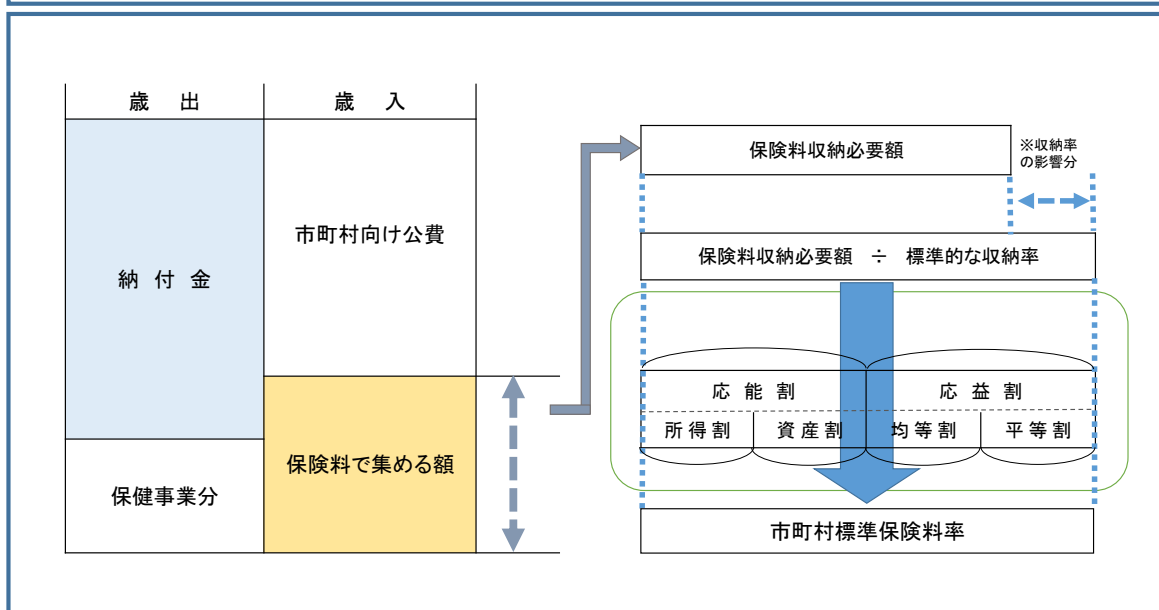 歳 出
歳 入
納 付 金
保健事業分
市町村向け公費
保険料で集める額
保険料収納必要額
※収納率
の影響分
保険料収納必要額 ÷ 標準的な収納率
応 能 割
応 益 割
所 得 割
資 産 割
均 等 割
平 等 割
市町村標準保険料率